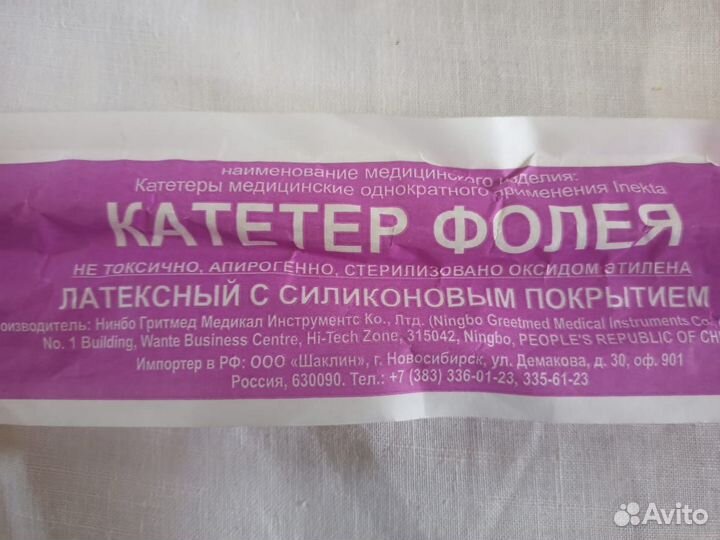 наименование медицинского изделия:
Катетеры медицинские однократного применения Inekta
КАТЕТЕР ФОЛЕЯ
НЕ ТОКСИЧНО, АПИРОГЕННО, СТЕРИЛИЗОВАНО ОКСИДОМ ЭТИЛЕНА
ЛАТЕКСНЫЙ С СИЛИКОНОВЫМ ПОКРЫТИЕМ
роизводитель: Нинбо Гритмед Медикал Инструментс Ко., Лтд. (Ningbo Greetmed Medical Instruments Co.
No. 1 Building, Wante Business Centre, Hi-Tech Zone, 315042, Ningbo, PEOPLE'S REPUBLIC OF CH
Импортер в РФ: ООО «Шаклин», г. Новосибирск, ул. Демакова, д. 30, оф. 901
Россия, 630090. Тел.: +7 (383) 336-01-23, 335-61-23
Avito